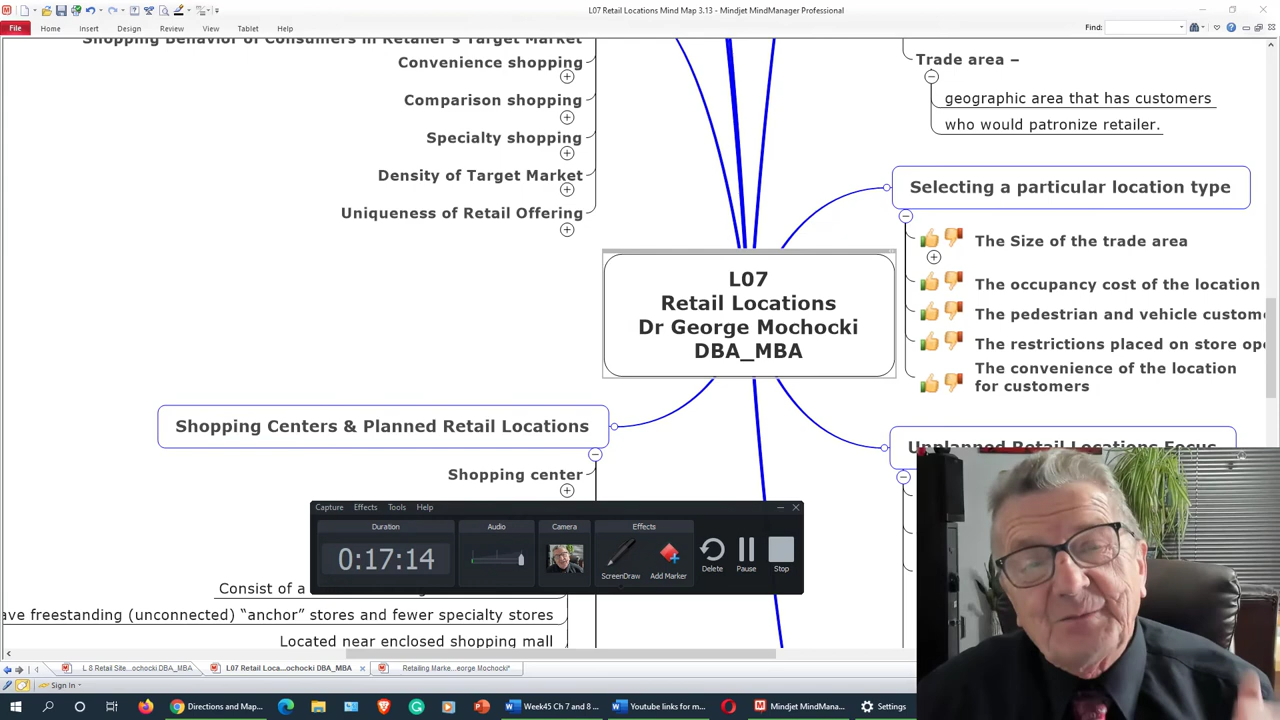 L07 Retail Locations Mind Map 3.13 - Mindjet MindManager Professional
File Home Insert Design Review View Tablet Help Find:
Shopping Behavior of Consumers in Retailer's Target Market
Convenience shopping
Comparison shopping
Specialty shopping
Density of Target Market
Uniqueness of Retail Offering
Trade area –
geographic area that has customers
who would patronize retailer.
Selecting a particular location type
The Size of the trade area
The occupancy cost of the location
The pedestrian and vehicle custome
The restrictions placed on store ope
The convenience of the location
for customers
L07
Retail Locations
Dr George Mochocki
DBA_MBA
Shopping Centers & Planned Retail Locations
Shopping center
Unplanned Retail Locations Focus
Capture Effects Tools Help
Duration Audio Camera Effects
0:17:14
ScreenDraw Add Marker Delete Pause Stop
Consist of a
ave freestanding (unconnected) “anchor” stores and fewer specialty stores
Located near enclosed shopping mall
L 8 Retail Site...ochocki DBA_MBA L07 Retail Loca...ochocki DBA_MBA Retailing Marke...eorge Mochocki*
Sign In
Directions and Map... Week45 Ch 7 and 8 ... Youtube links for m... Mindjet MindMana... Settings